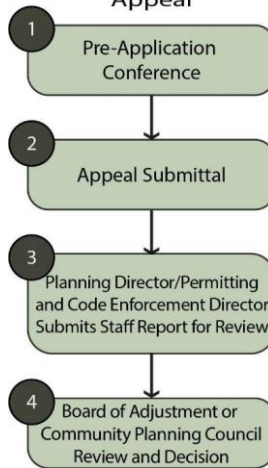 Appeal
1
Pre-Application
Conference
2
Appeal Submittal
3
Planning Director/Permitting
and Code Enforcement Director
Submits Staff Report for Review
4
Board of Adjustment or
Community Planning Council
Review and Decision